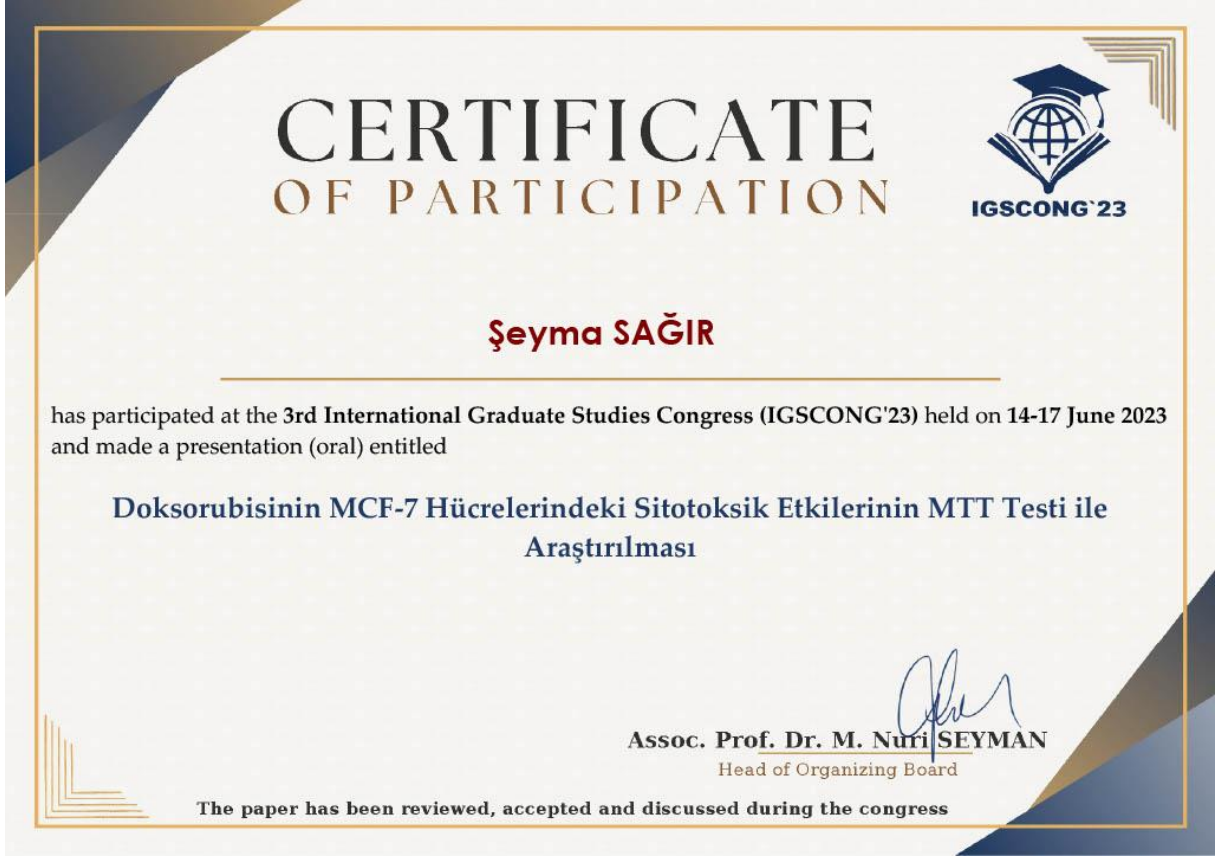 CERTIFICATE
OF PARTICIPATION
IGSCONG`23
Şeyma SAĞIR
has participated at the 3rd International Graduate Studies Congress (IGSCONG'23) held on 14-17 June 2023
and made a presentation (oral) entitled
Doksorubisinin MCF-7 Hücrelerindeki Sitotoksik Etkilerinin MTT Testi ile
Araştırılması
Assoc. Prof. Dr. M. Nuri SEYMAN
Head of Organizing Board
The paper has been reviewed, accepted and discussed during the congress